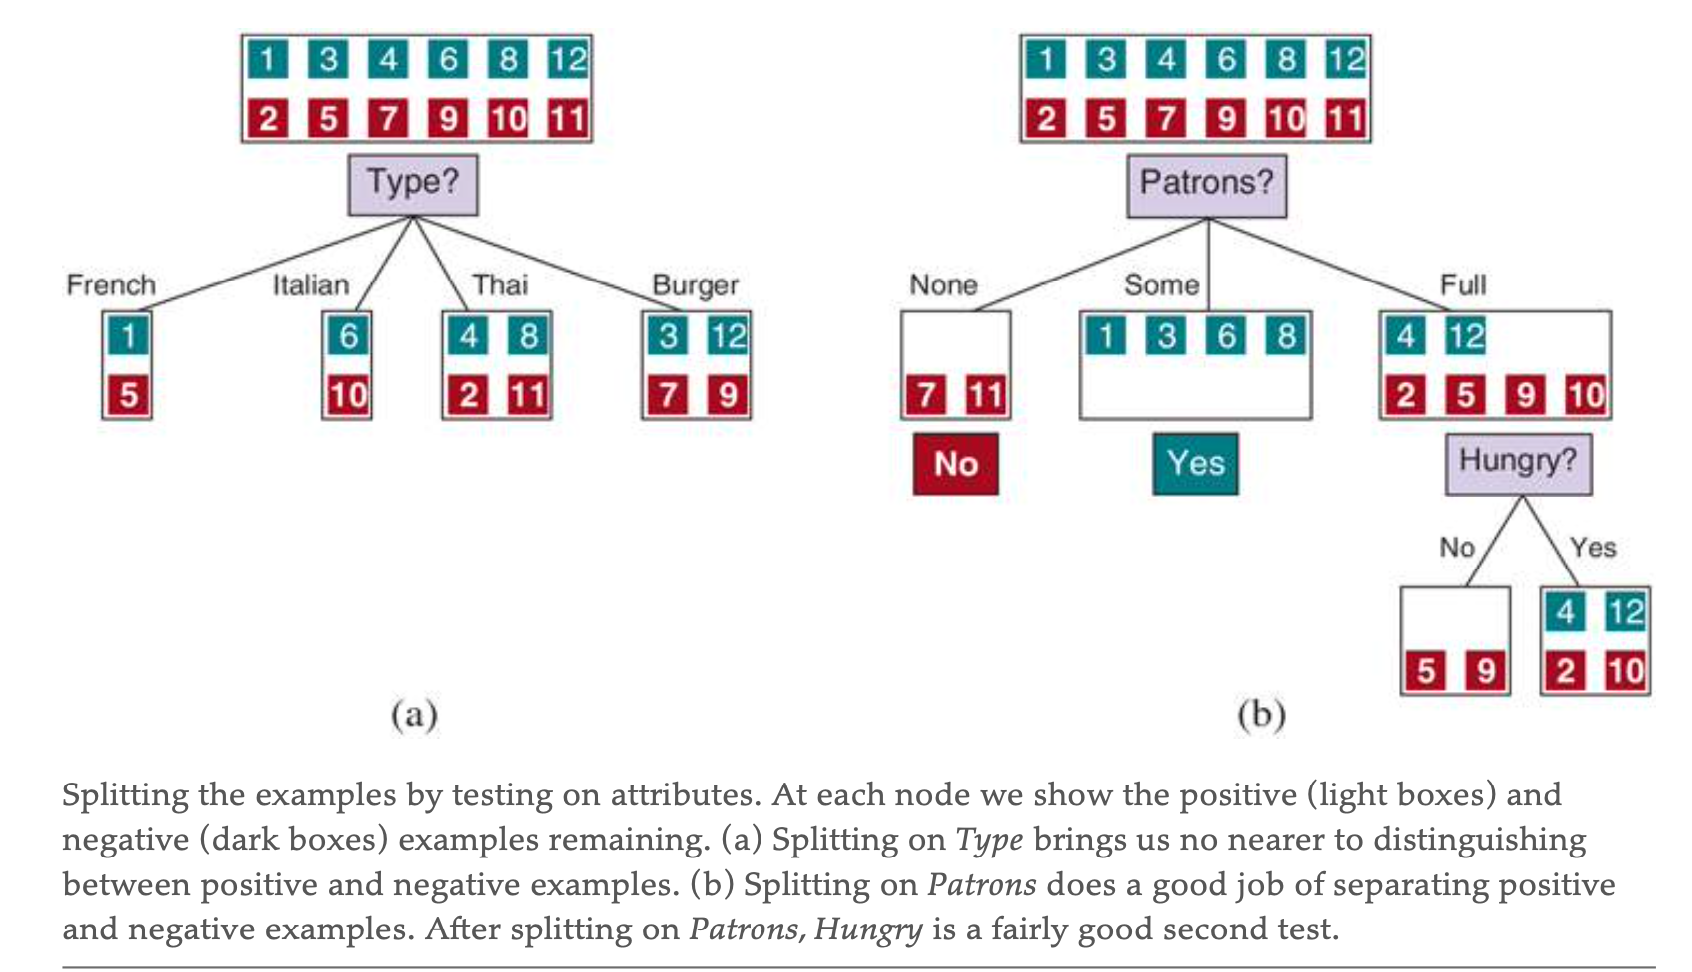 1 3 4 6 8 12
2 5 7 9 10 11
Type?
French Italian Thai Burger
1 6 4 8 3 12
5 10 2 11 7 9
(a)
1 3 4 6 8 12
2 5 7 9 10 11
Patrons?
None Some Full
1 3 6 8 4 12
7 11 2 5 9 10
No Yes Hungry?
No Yes
4 12
5 9 2 10
(b)
Splitting the examples by testing on attributes. At each node we show the positive (light boxes) and
negative (dark boxes) examples remaining. (a) Splitting on Type brings us no nearer to distinguishing
between positive and negative examples. (b) Splitting on Patrons does a good job of separating positive
and negative examples. After splitting on Patrons, Hungry is a fairly good second test.